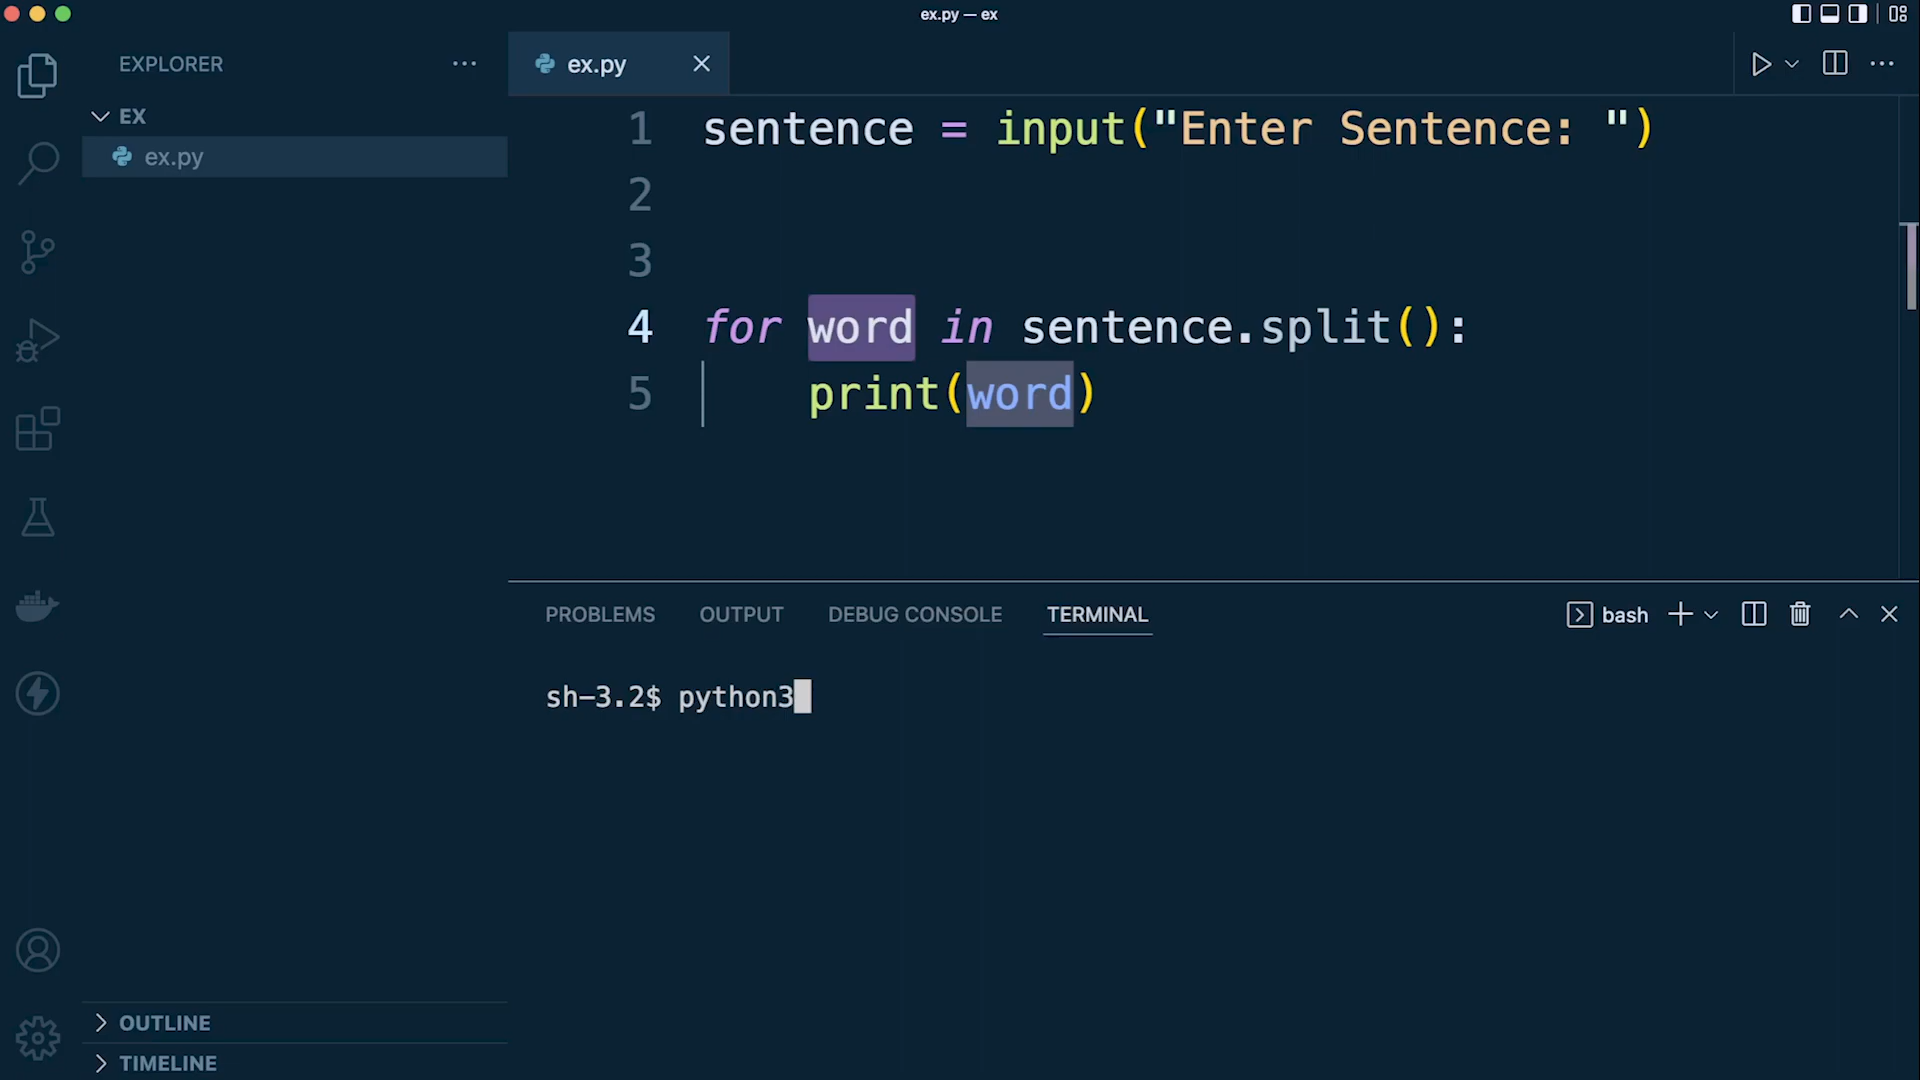 ex.py — ex
EXPLORER
EX
ex.py
OUTLINE
TIMELINE
ex.py
1 sentence = input("Enter Sentence: ")
2
3
4 for word in sentence.split():
5 print(word)
PROBLEMS OUTPUT DEBUG CONSOLE TERMINAL bash
sh-3.2$ python3